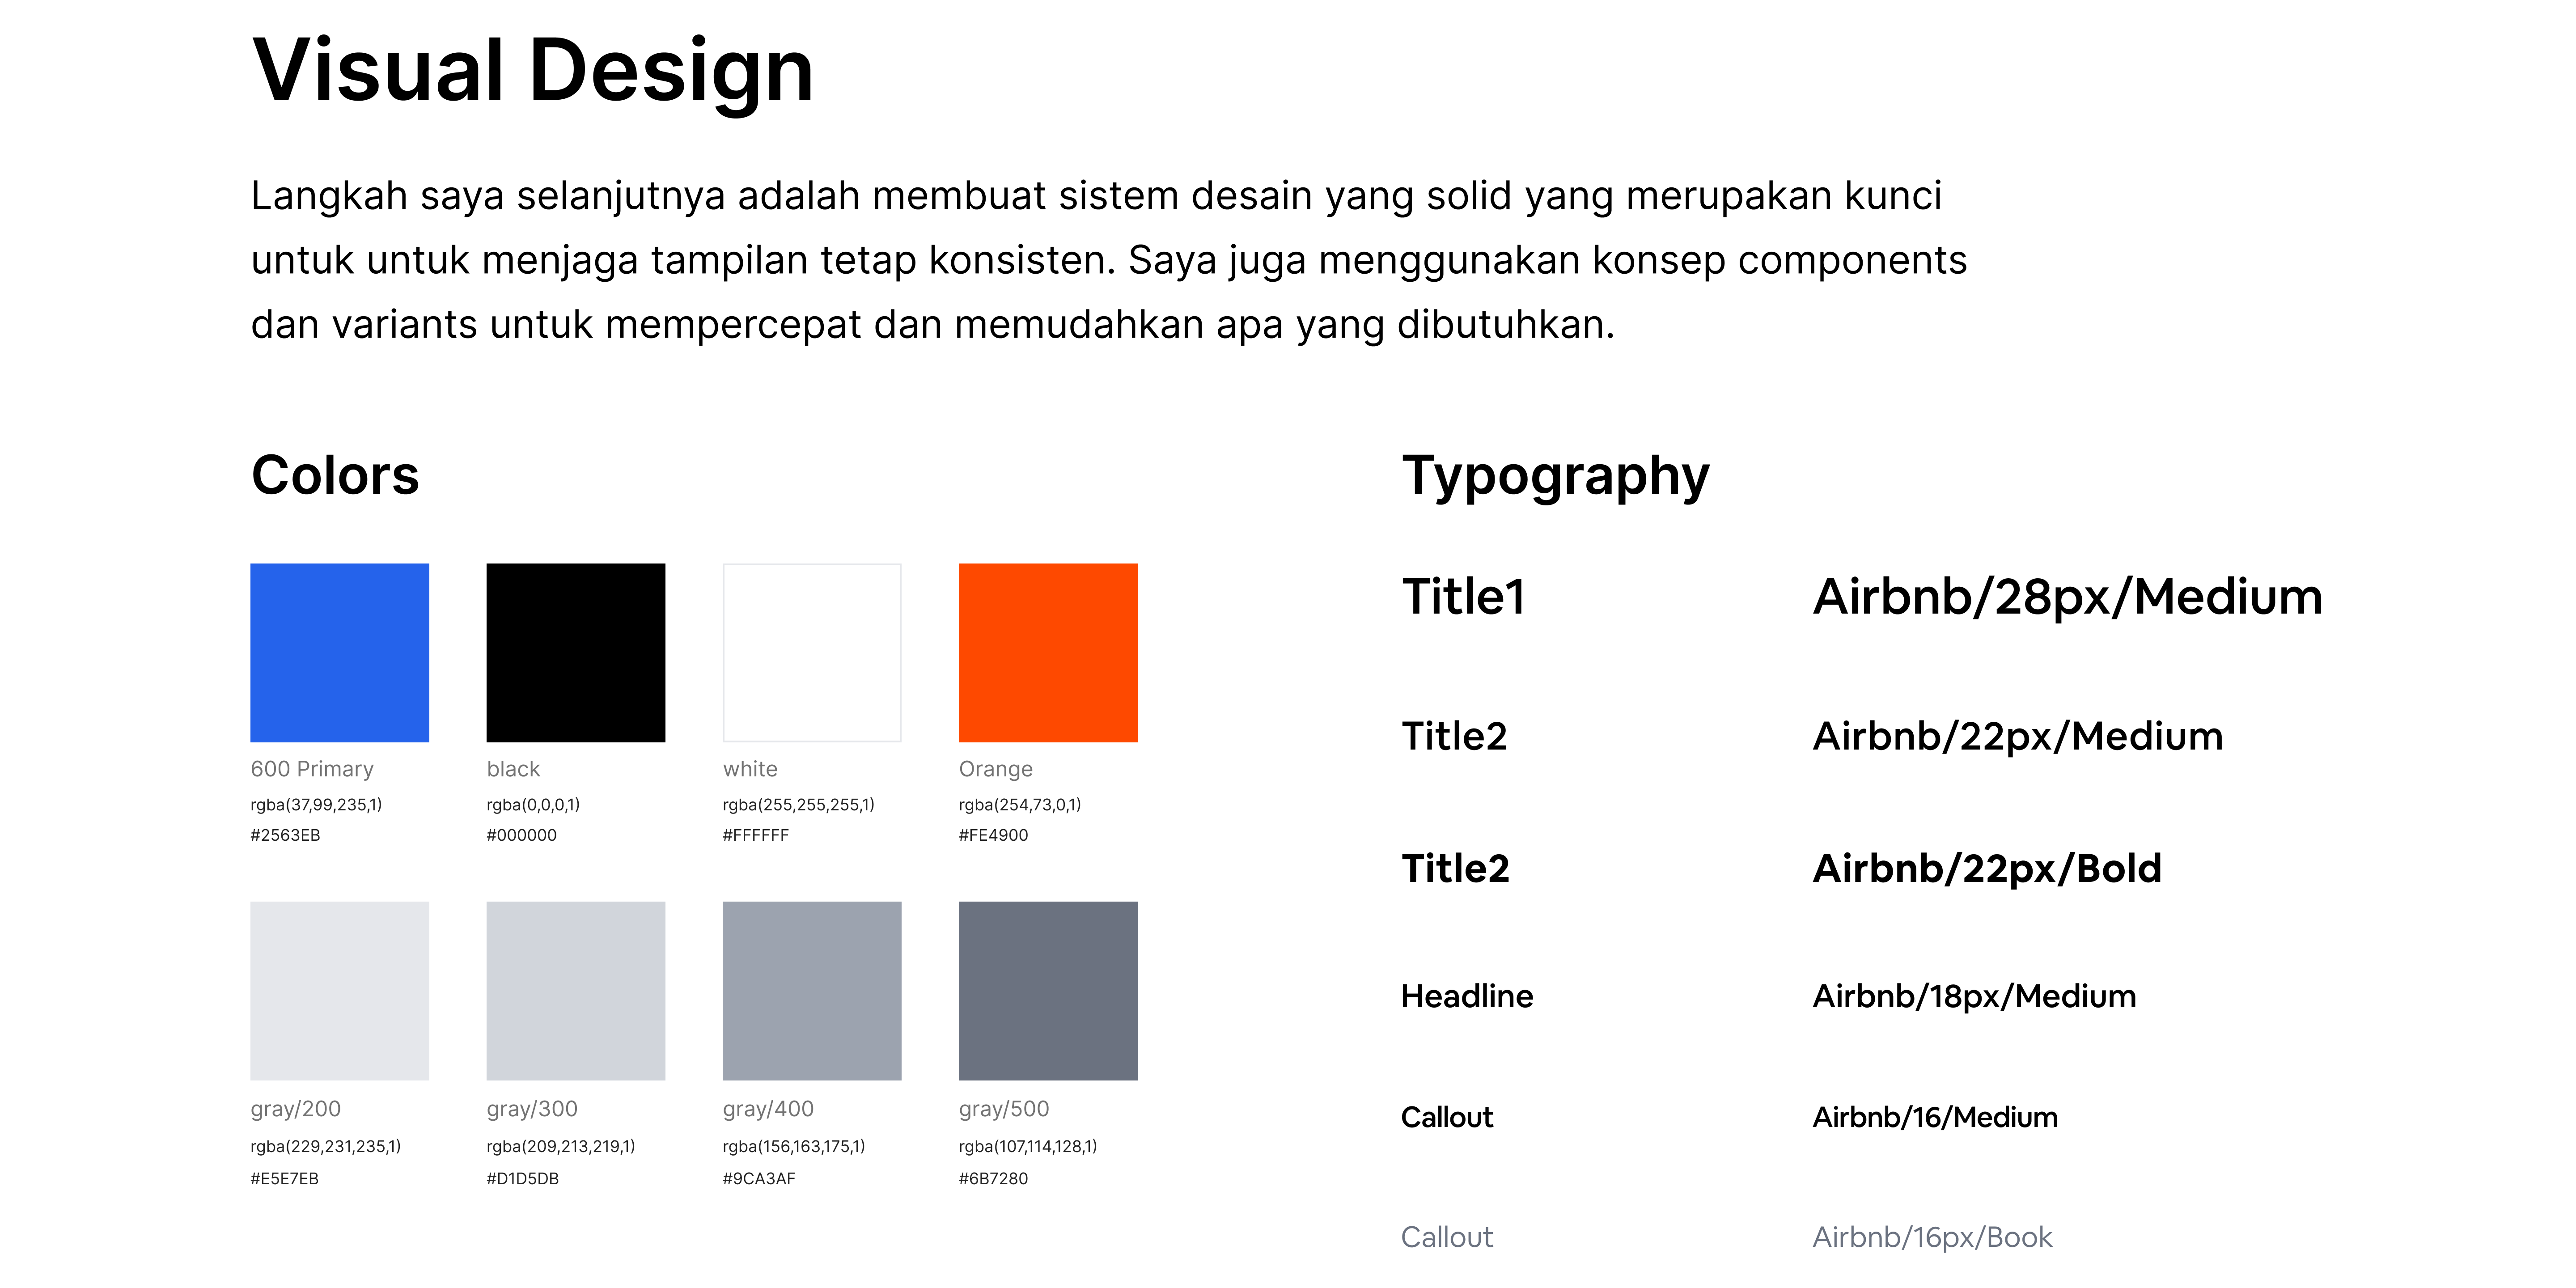 Visual Design
Langkah saya selanjutnya adalah membuat sistem desain yang solid yang merupakan kunci
untuk untuk menjaga tampilan tetap konsisten. Saya juga menggunakan konsep components
dan variants untuk mempercepat dan memudahkan apa yang dibutuhkan.
Colors
600 Primary
rgba(37,99,235,1)
#2563EB
black
rgba(0,0,0,1)
#000000
white
rgba(255,255,255,1)
#FFFFFF
Orange
rgba(254,73,0,1)
#FE4900
gray/200
rgba(229,231,235,1)
#E5E7EB
gray/300
rgba(209,213,219,1)
#D1D5DB
gray/400
rgba(156,163,175,1)
#9CA3AF
gray/500
rgba(107,114,128,1)
#6B7280
Typography
Title1 Airbnb/28px/Medium
Title2 Airbnb/22px/Medium
Title2 Airbnb/22px/Bold
Headline Airbnb/18px/Medium
Callout Airbnb/16/Medium
Callout Airbnb/16px/Book